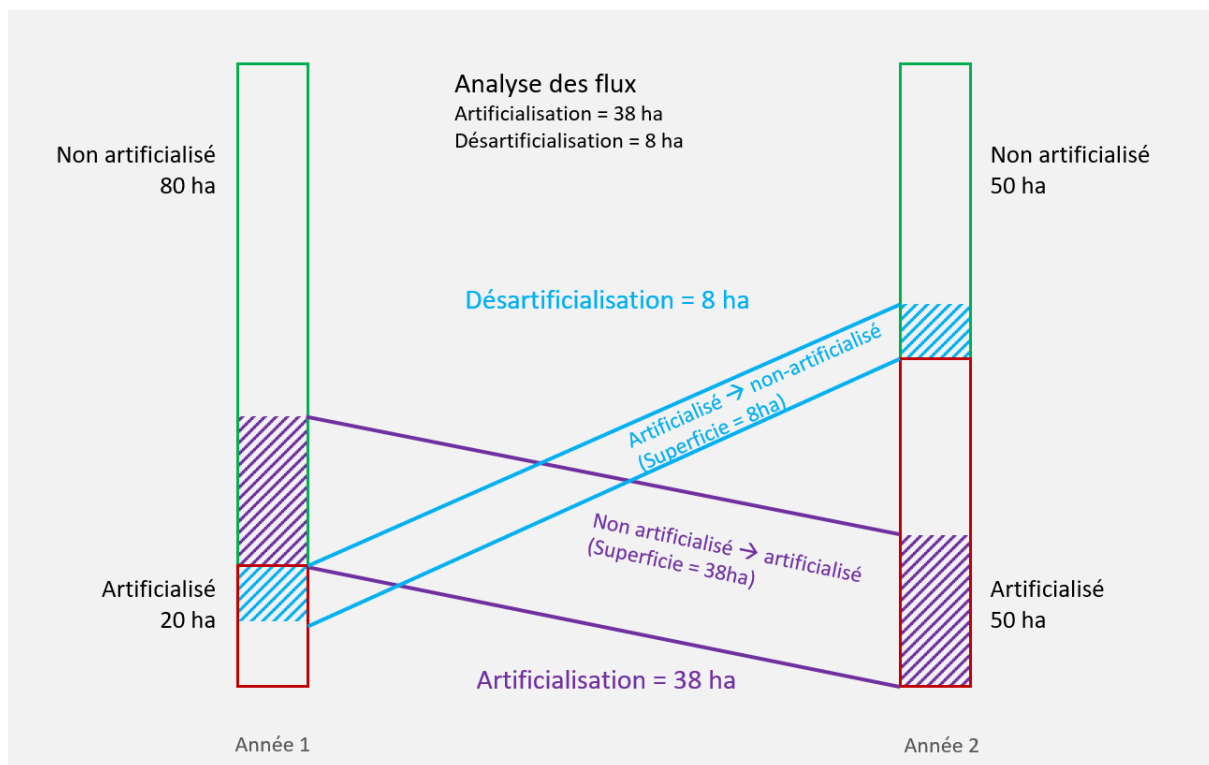 Analyse des flux
Artificialisation = 38 ha
Désartificialisation = 8 ha
Non artificialisé
80 ha
Non artificialisé
50 ha
Désartificialisation = 8 ha
Artificialisé → non-artificialisé
(Superficie = 8ha)
Non artificialisé → artificialisé
(Superficie = 38ha)
Artificialisé
20 ha
Artificialisé
50 ha
Artificialisation = 38 ha
Année 1
Année 2